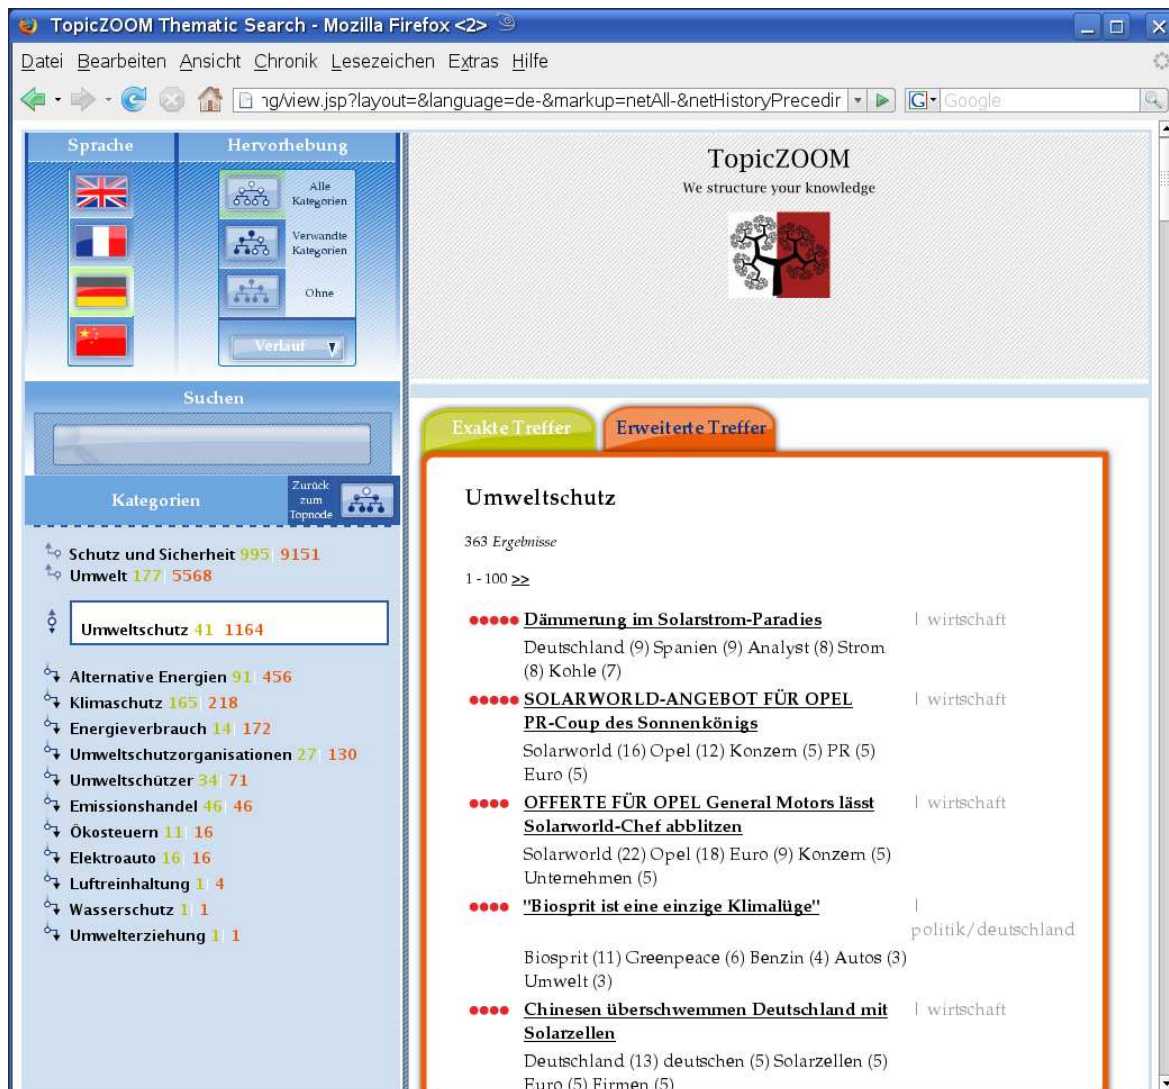 TopicZOOM Thematic Search - Mozilla Firefox <2>
Datei Bearbeiten Ansicht Chronik Lesezeichen Extras Hilfe
ng/view.jsp?layout=&language=de-&markup=netAll-&netHistoryPrecedir
Google
Sprache
Hervorhebung
Alle
Kategorien
Verwandte
Kategorien
Ohne
Verlauf
Suchen
Kategorien
Zurück
zum
Topnode
Schutz und Sicherheit 995| 9151
Umwelt 177| 5568
Umweltschutz 41| 1164
Alternative Energien 91| 456
Klimaschutz 165| 218
Energieverbrauch 14| 172
Umweltschutzorganisationen 27| 130
Umweltschützer 34| 71
Emissionshandel 46| 46
Ökosteuern 11| 16
Elektroauto 16| 16
Luftreinhaltung 1| 4
Wasserschutz 1| 1
Umwelterziehung 1| 1
TopicZOOM
We structure your knowledge
Exakte Treffer
Erweiterte Treffer
Umweltschutz
363 Ergebnisse
1 - 100 >>
Dämmerung im Solarstrom-Paradies | wirtschaft
Deutschland (9) Spanien (9) Analyst (8) Strom
(8) Kohle (7)
SOLARWORLD-ANGEBOT FÜR OPEL | wirtschaft
PR-Coup des Sonnenkönigs
Solarworld (16) Opel (12) Konzern (5) PR (5)
Euro (5)
OFFERTE FÜR OPEL General Motors lässt | wirtschaft
Solarworld-Chef abblitzen
Solarworld (22) Opel (18) Euro (9) Konzern (5)
Unternehmen (5)
"Biosprit ist eine einzige Klimalüge" |
politik/deutschland
Biosprit (11) Greenpeace (6) Benzin (4) Autos (3)
Umwelt (3)
Chinesen überschwemmen Deutschland mit | wirtschaft
Solarzellen
Deutschland (13) deutschen (5) Solarzellen (5)
Euro (5) Firmen (5)